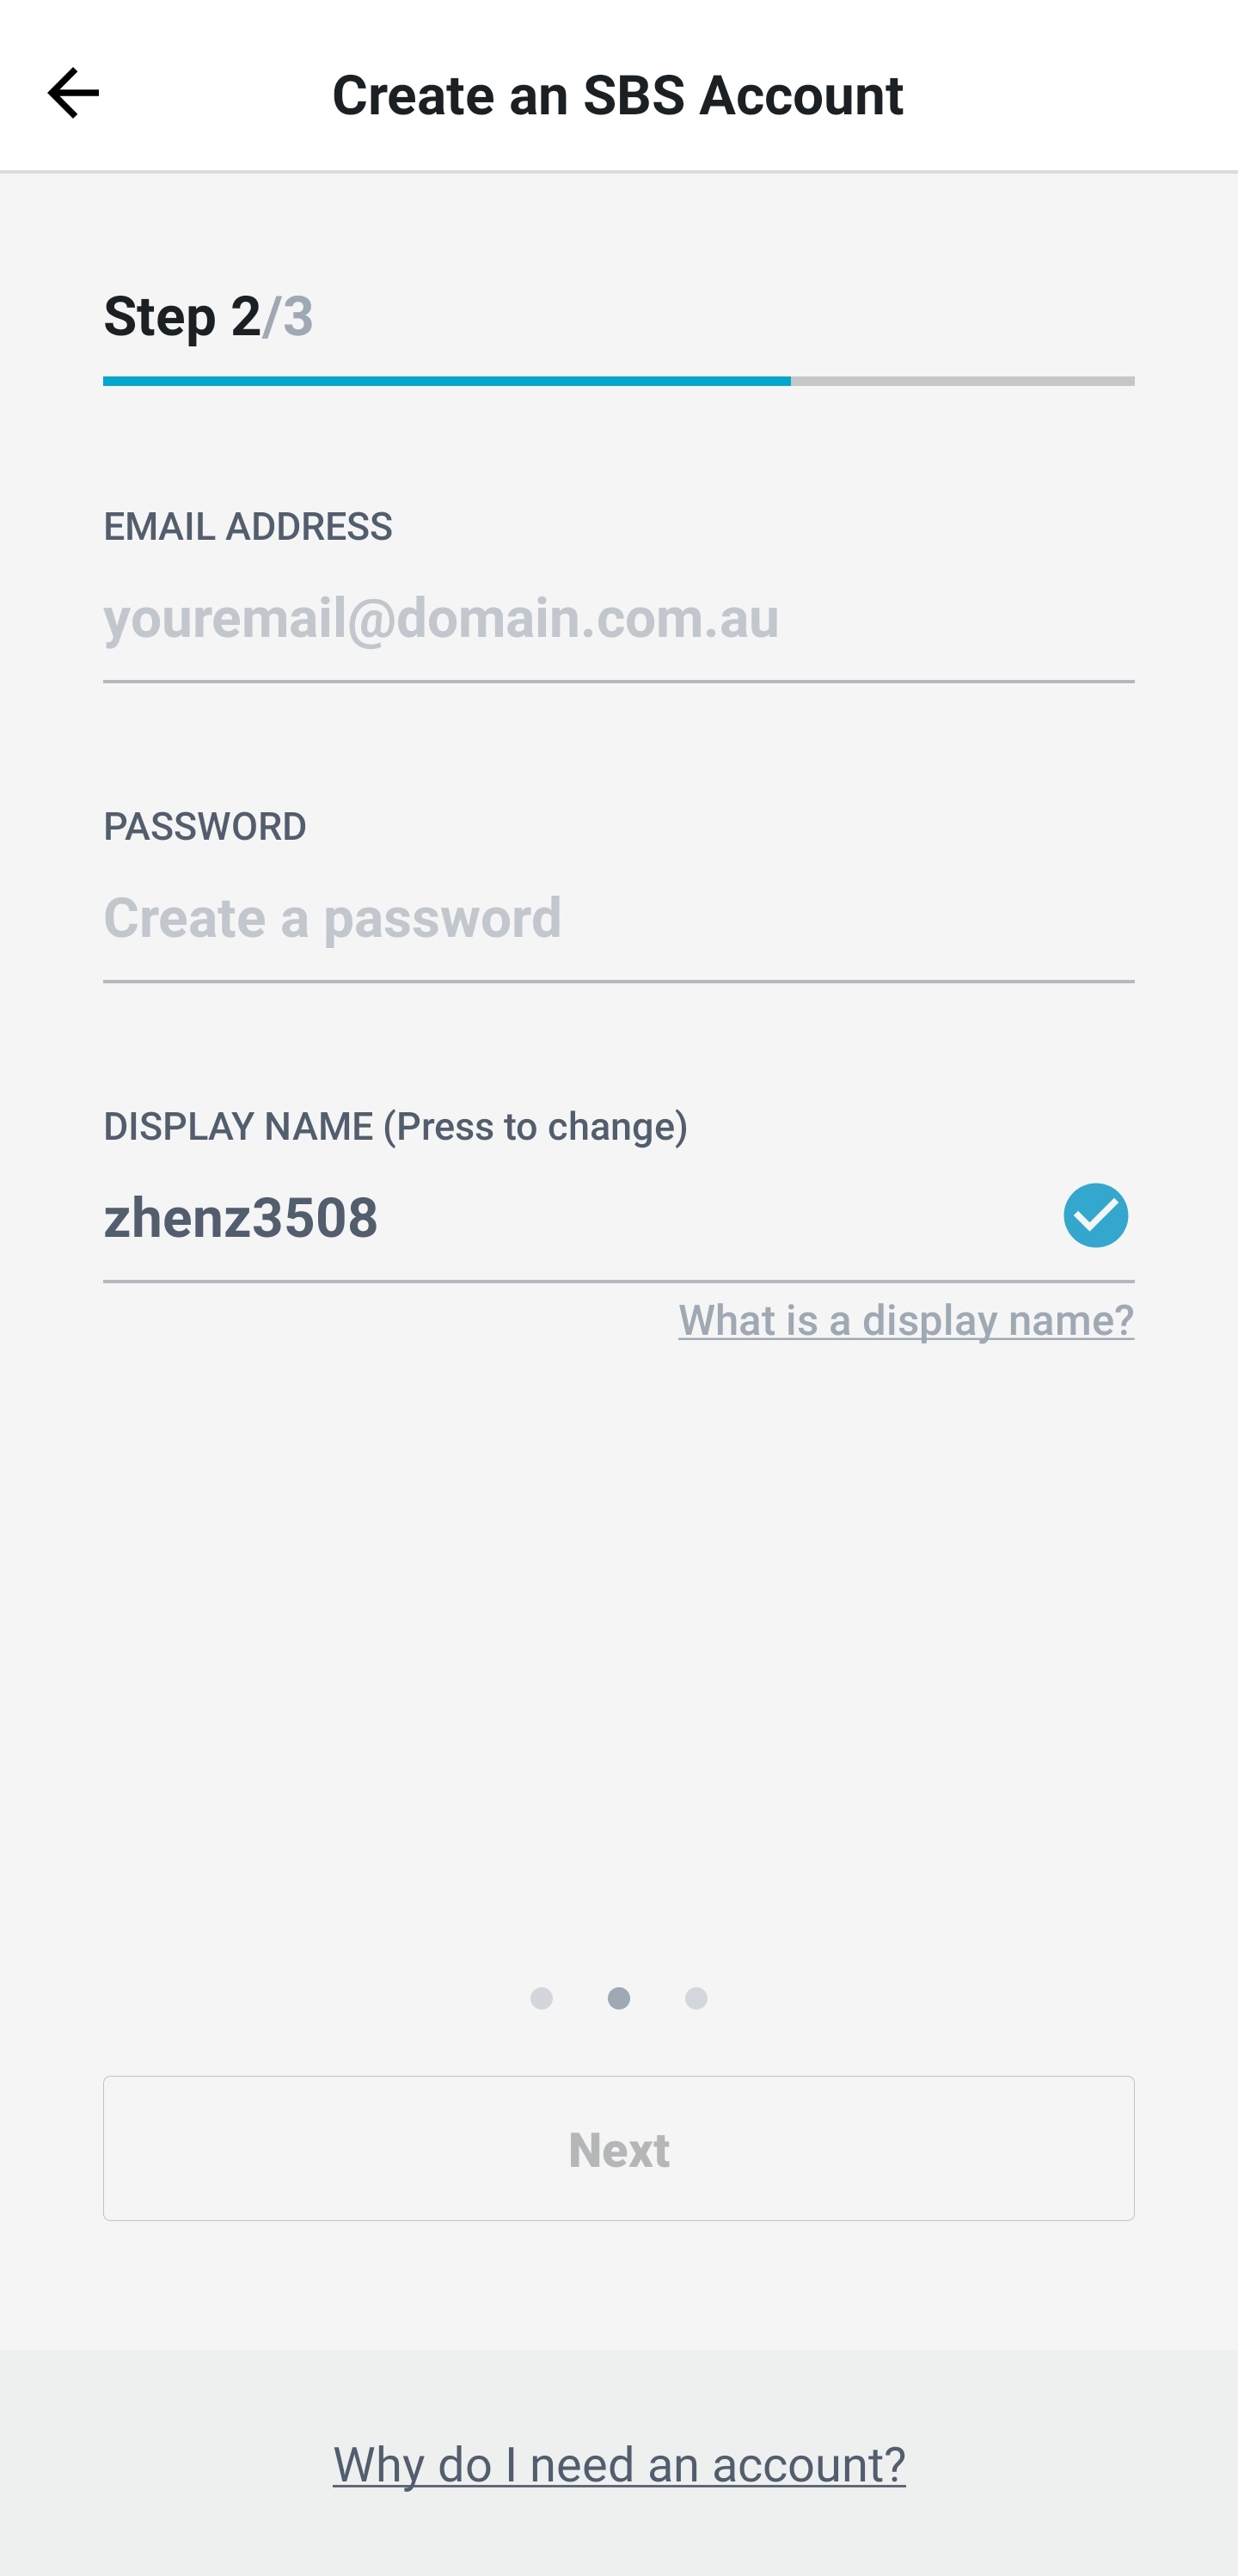 Create an SBS Account
Step 2/3
EMAIL ADDRESS
youremail@domain.com.au
PASSWORD
Create a password
DISPLAY NAME (Press to change)
zhenz3508
What is a display name?
Next
Why do I need an account?